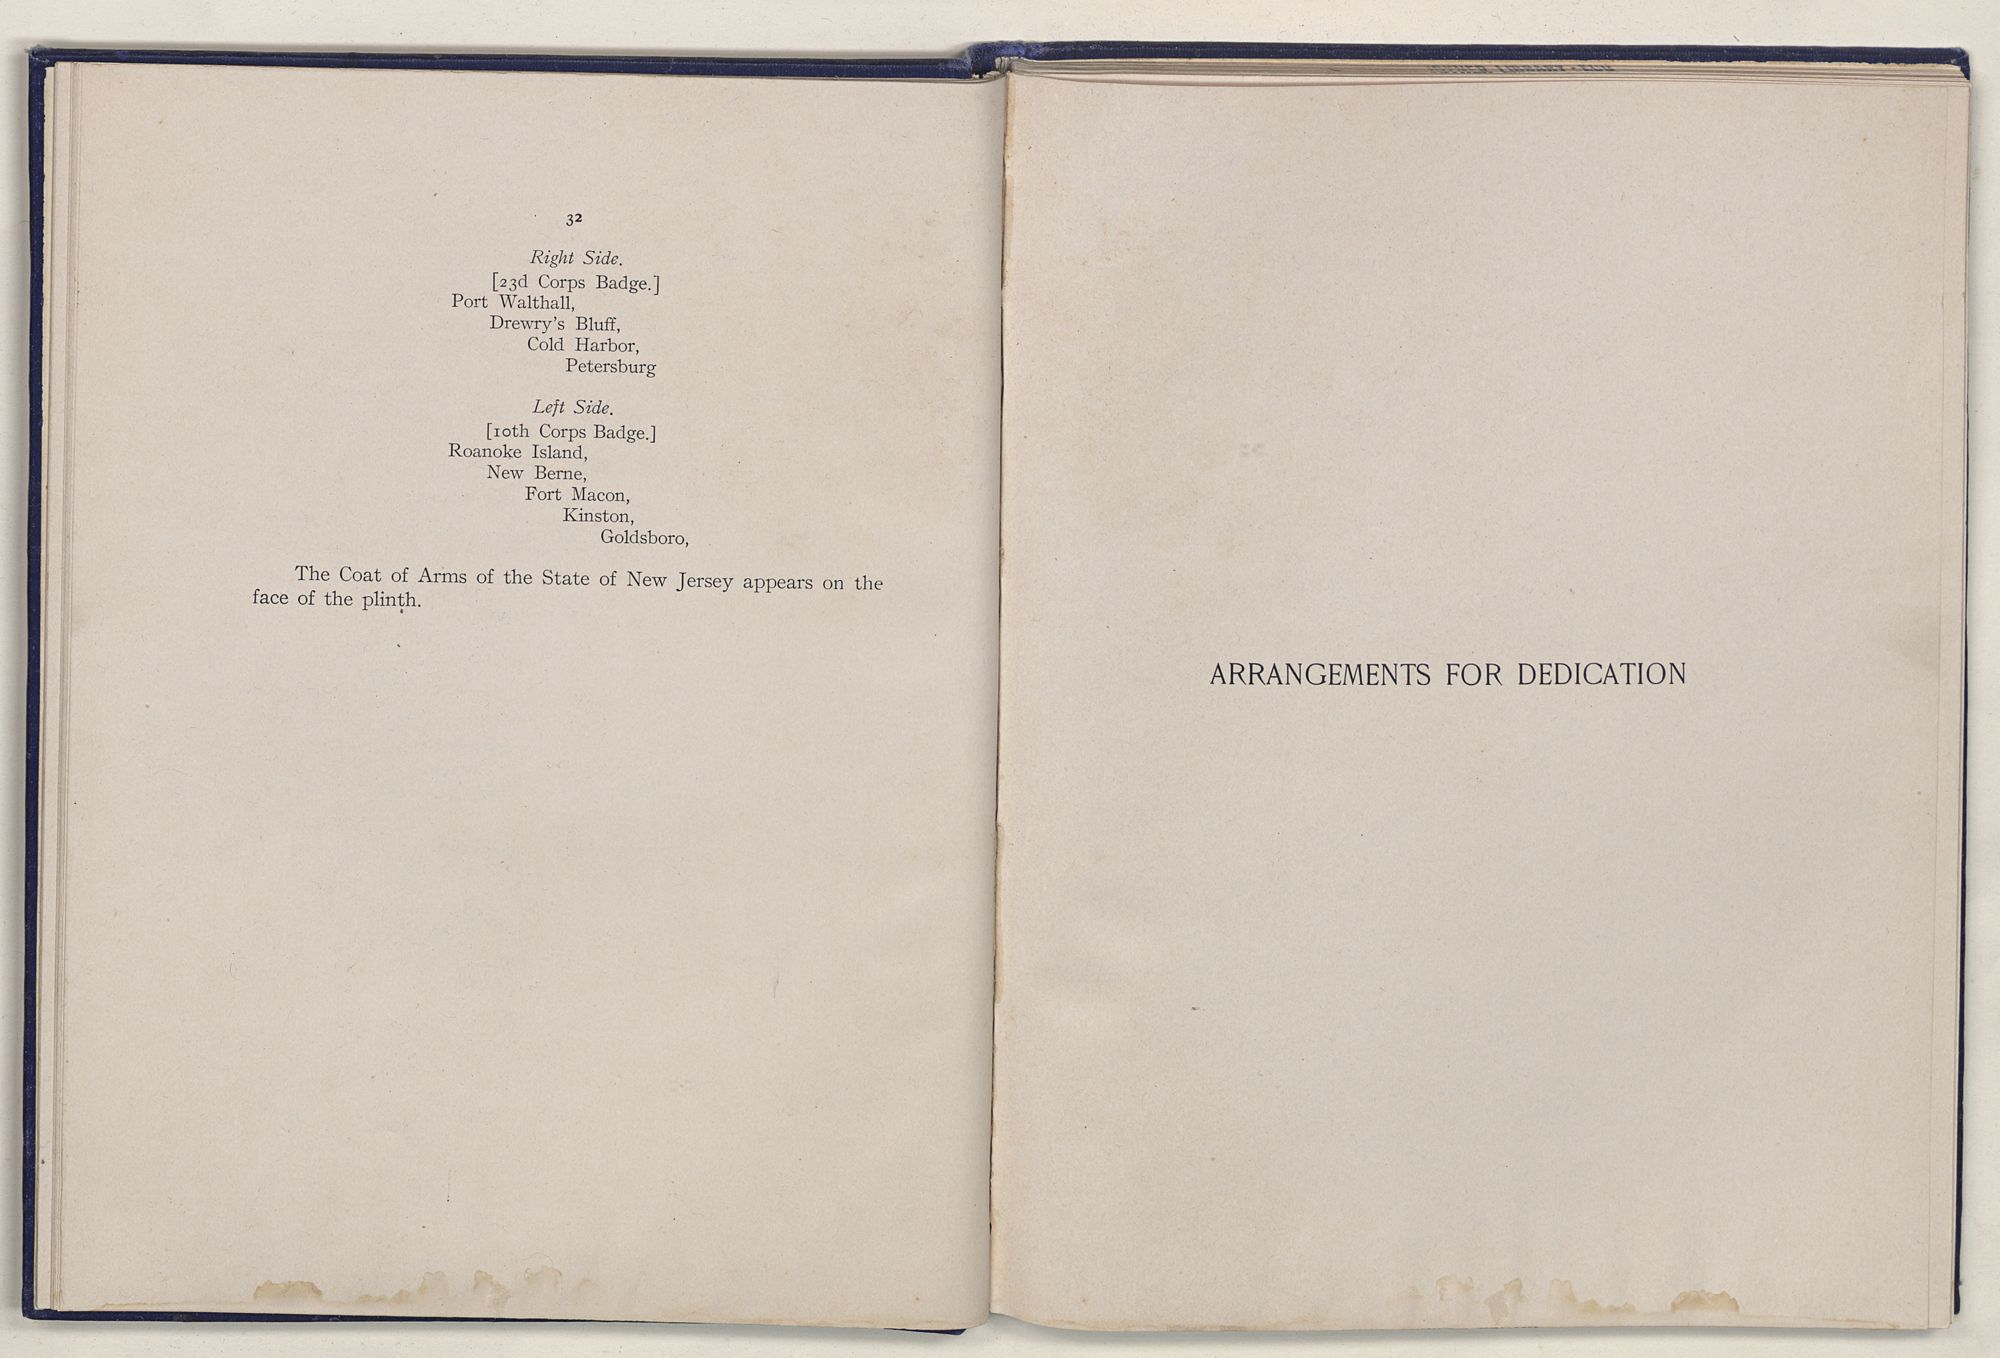 32
Right Side.
[23d Corps Badge.]
Port Walthall,
Drewry's Bluff,
Cold Harbor,
Petersburg
Left Side.
[10th Corps Badge.]
Roanoke Island,
New Berne,
Fort Macon,
Kinston,
Goldsboro,
The Coat of Arms of the State of New Jersey appears on the
face of the plinth.
ARRANGEMENTS FOR DEDICATION